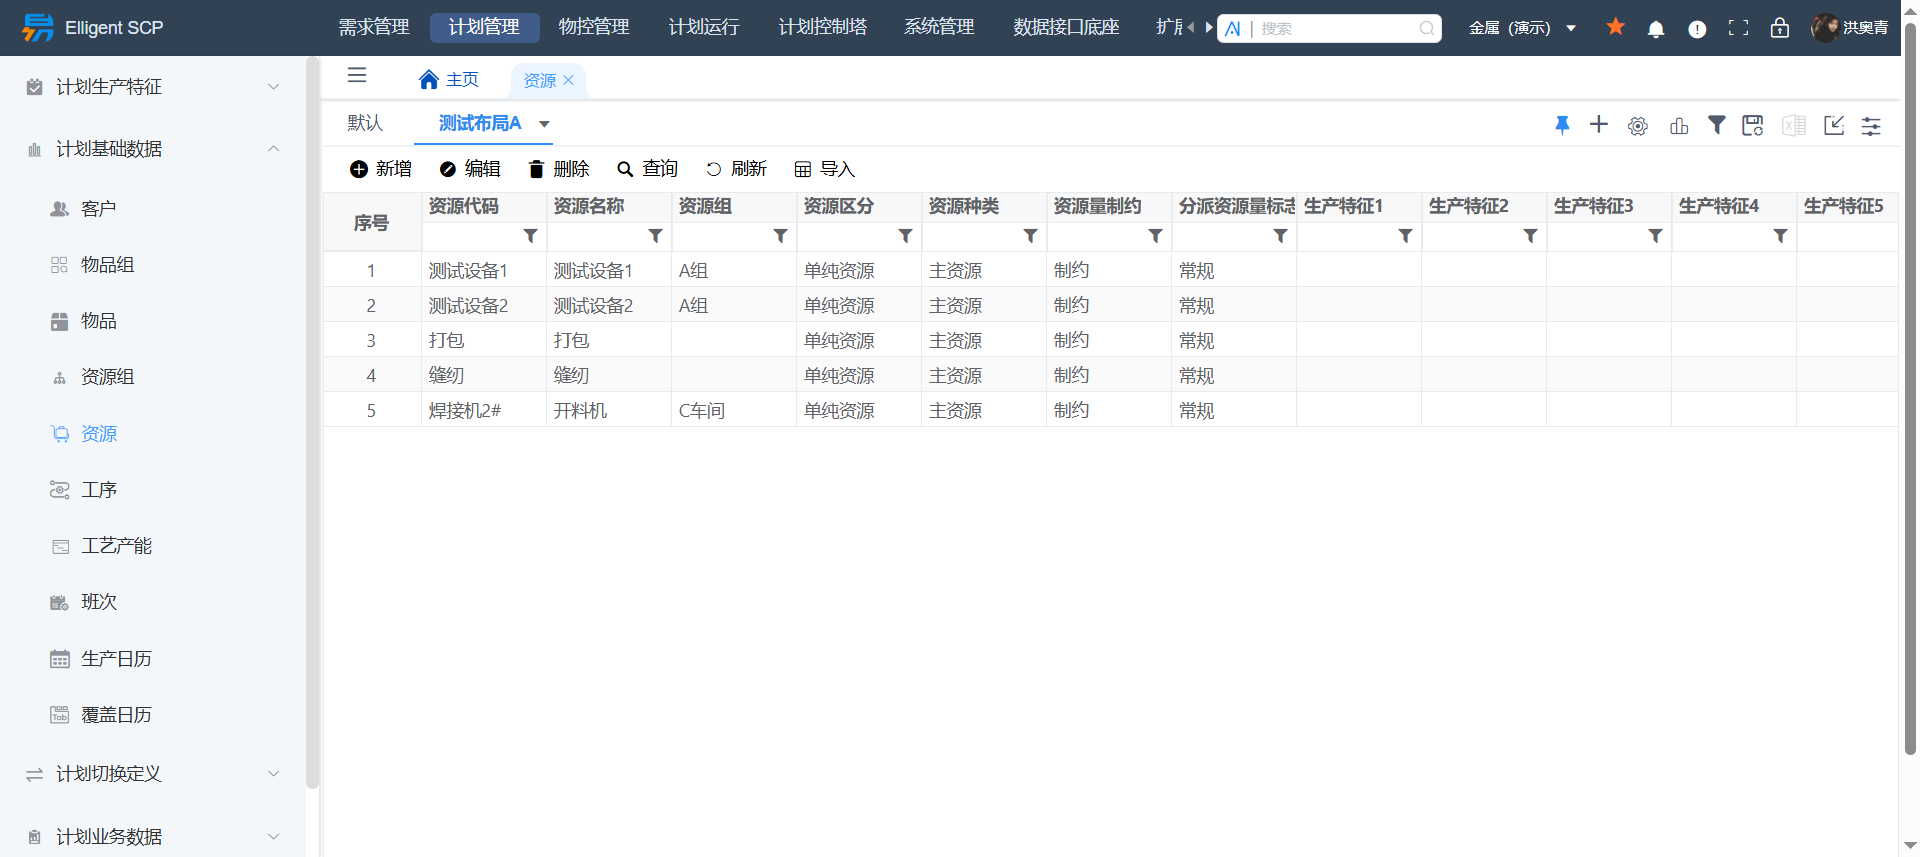 Elligent SCP
需求管理 计划管理 物控管理 计划运行 计划控制塔 系统管理 数据接口底座 扩
搜索
金属（演示）
洪奥青
计划生产特征
计划基础数据
客户
物品组
物品
资源组
资源
工序
工艺产能
班次
生产日历
Tab
覆盖日历
计划切换定义
计划业务数据
主页 资源
默认 测试布局A
新增 编辑 删除 查询 刷新 导入
序号 资源代码 资源名称 资源组 资源区分 资源种类 资源量制约 分派资源量标志 生产特征1 生产特征2 生产特征3 生产特征4 生产特征5
1 测试设备1 测试设备1 A组 单纯资源 主资源 制约 常规
2 测试设备2 测试设备2 A组 单纯资源 主资源 制约 常规
3 打包 打包 单纯资源 主资源 制约 常规
4 缝纫 缝纫 单纯资源 主资源 制约 常规
5 焊接机2# 开料机 C车间 单纯资源 主资源 制约 常规